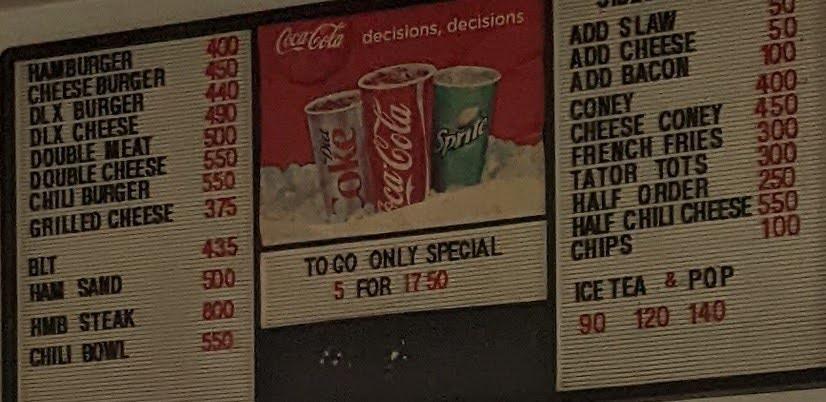 HAMBURGER 400
CHEESEBURGER 450
DLX BURGER 440
DLX CHEESE 490
DOUBLE MEAT 500
DOUBLE CHEESE 550
CHILI BURGER 550
GRILLED CHEESE 375
BLT 435
HAM SAND 500
HMB STEAK 800
CHILI BOWL 550
Coca-Cola decisions, decisions
Diet Coke
Coca-Cola
Sprite
TO GO ONLY SPECIAL
5 FOR 17 50
ADD SLAW 50
ADD CHEESE 50
ADD BACON 100
CONEY 400
CHEESE CONEY 450
FRENCH FRIES 300
TATOR TOTS 300
HALF ORDER 250
HALF CHILI CHEESE 550
CHIPS 100
ICE TEA & POP
90 120 140